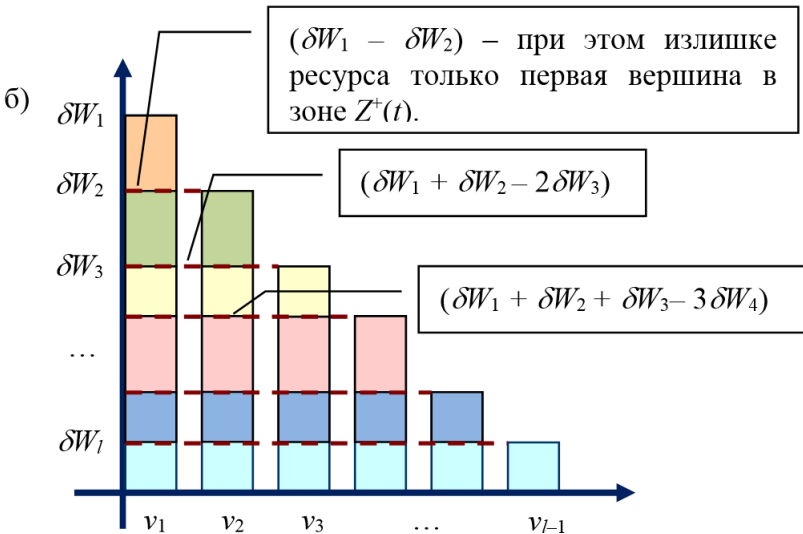 (δW₁ – δW₂) – при этом излишке
ресурса только первая вершина в
зоне Z⁺(t).
б)
δW₁
δW₂
(δW₁ + δW₂ – 2δW₃)
δW₃
(δW₁ + δW₂ + δW₃– 3δW₄)
…
δWₗ
v₁ v₂ v₃ … vₗ₋₁